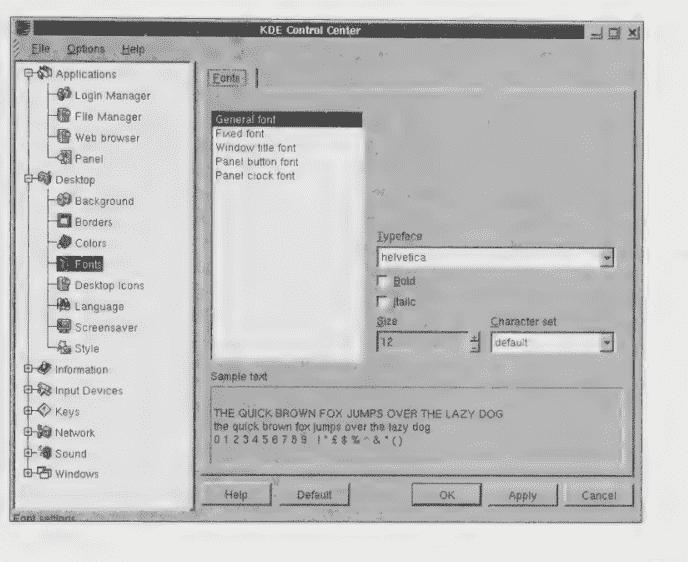 KDE Control Center
File Options Help
Applications
Login Manager
File Manager
Web browser
Panel
Desktop
Background
Borders
Colors
Fonts
Desktop Icons
Language
Screensaver
Style
Information
Input Devices
Keys
Network
Sound
Windows
Fonts
General font
Fixed font
Window title font
Panel button font
Panel clock font
Typeface
helvetica
Bold
Italic
Size
Character set
12
default
Sample text
THE QUICK BROWN FOX JUMPS OVER THE LAZY DOG
the quick brown fox jumps over the lazy dog
0 1 2 3 4 5 6 7 8 9 ! " £ $ % ^ & * ( )
Help Default OK Apply Cancel
Font settings